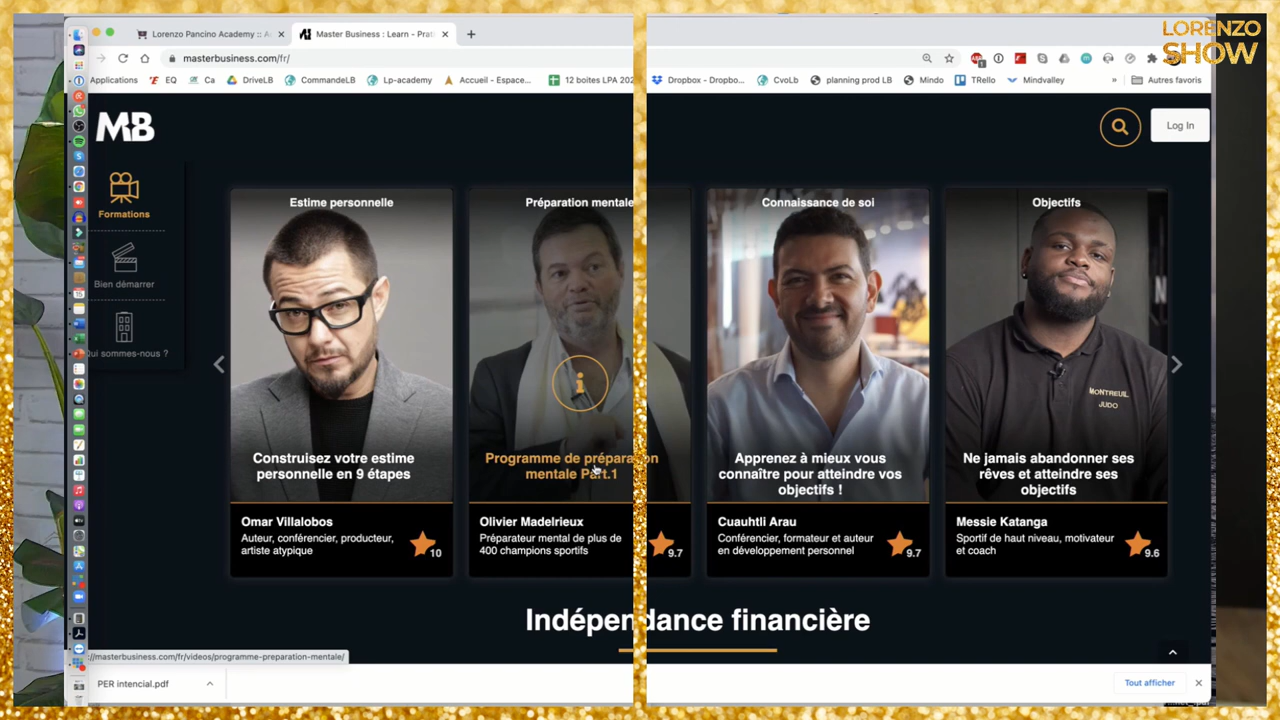 LORENZO
SHOW
Lorenzo Pancino Academy :: A
Master Business : Learn - Prat
masterbusiness.com/fr/
Applications
EQ
Ca
DriveLB
CommandeLB
Lp-academy
Accueil - Espace...
12 boites LPA 202
Dropbox - Dropbo...
CvoLb
planning prod LB
Mindo
TRello
Mindvalley
»
Autres favoris
MB
Log In
Formations
Bien démarrer
Qui sommes-nous ?
Estime personnelle
Construisez votre estime
personnelle en 9 étapes
Omar Villalobos
Auteur, conférencier, producteur,
artiste atypique
10
Préparation mentale
Programme de préparation
mentale Part.1
Olivier Madelrieux
Préparateur mental de plus de
400 champions sportifs
9.7
Connaissance de soi
Apprenez à mieux vous
connaître pour atteindre vos
objectifs !
Cuauhtli Arau
Conférencier, formateur et auteur
en développement personnel
9.7
Objectifs
MONTREUIL
JUDO
Ne jamais abandonner ses
rêves et atteindre ses
objectifs
Messie Katanga
Sportif de haut niveau, motivateur
et coach
9.6
Indépendance financière
://masterbusiness.com/fr/videos/programme-preparation-mentale/
PER intencial.pdf
Tout afficher